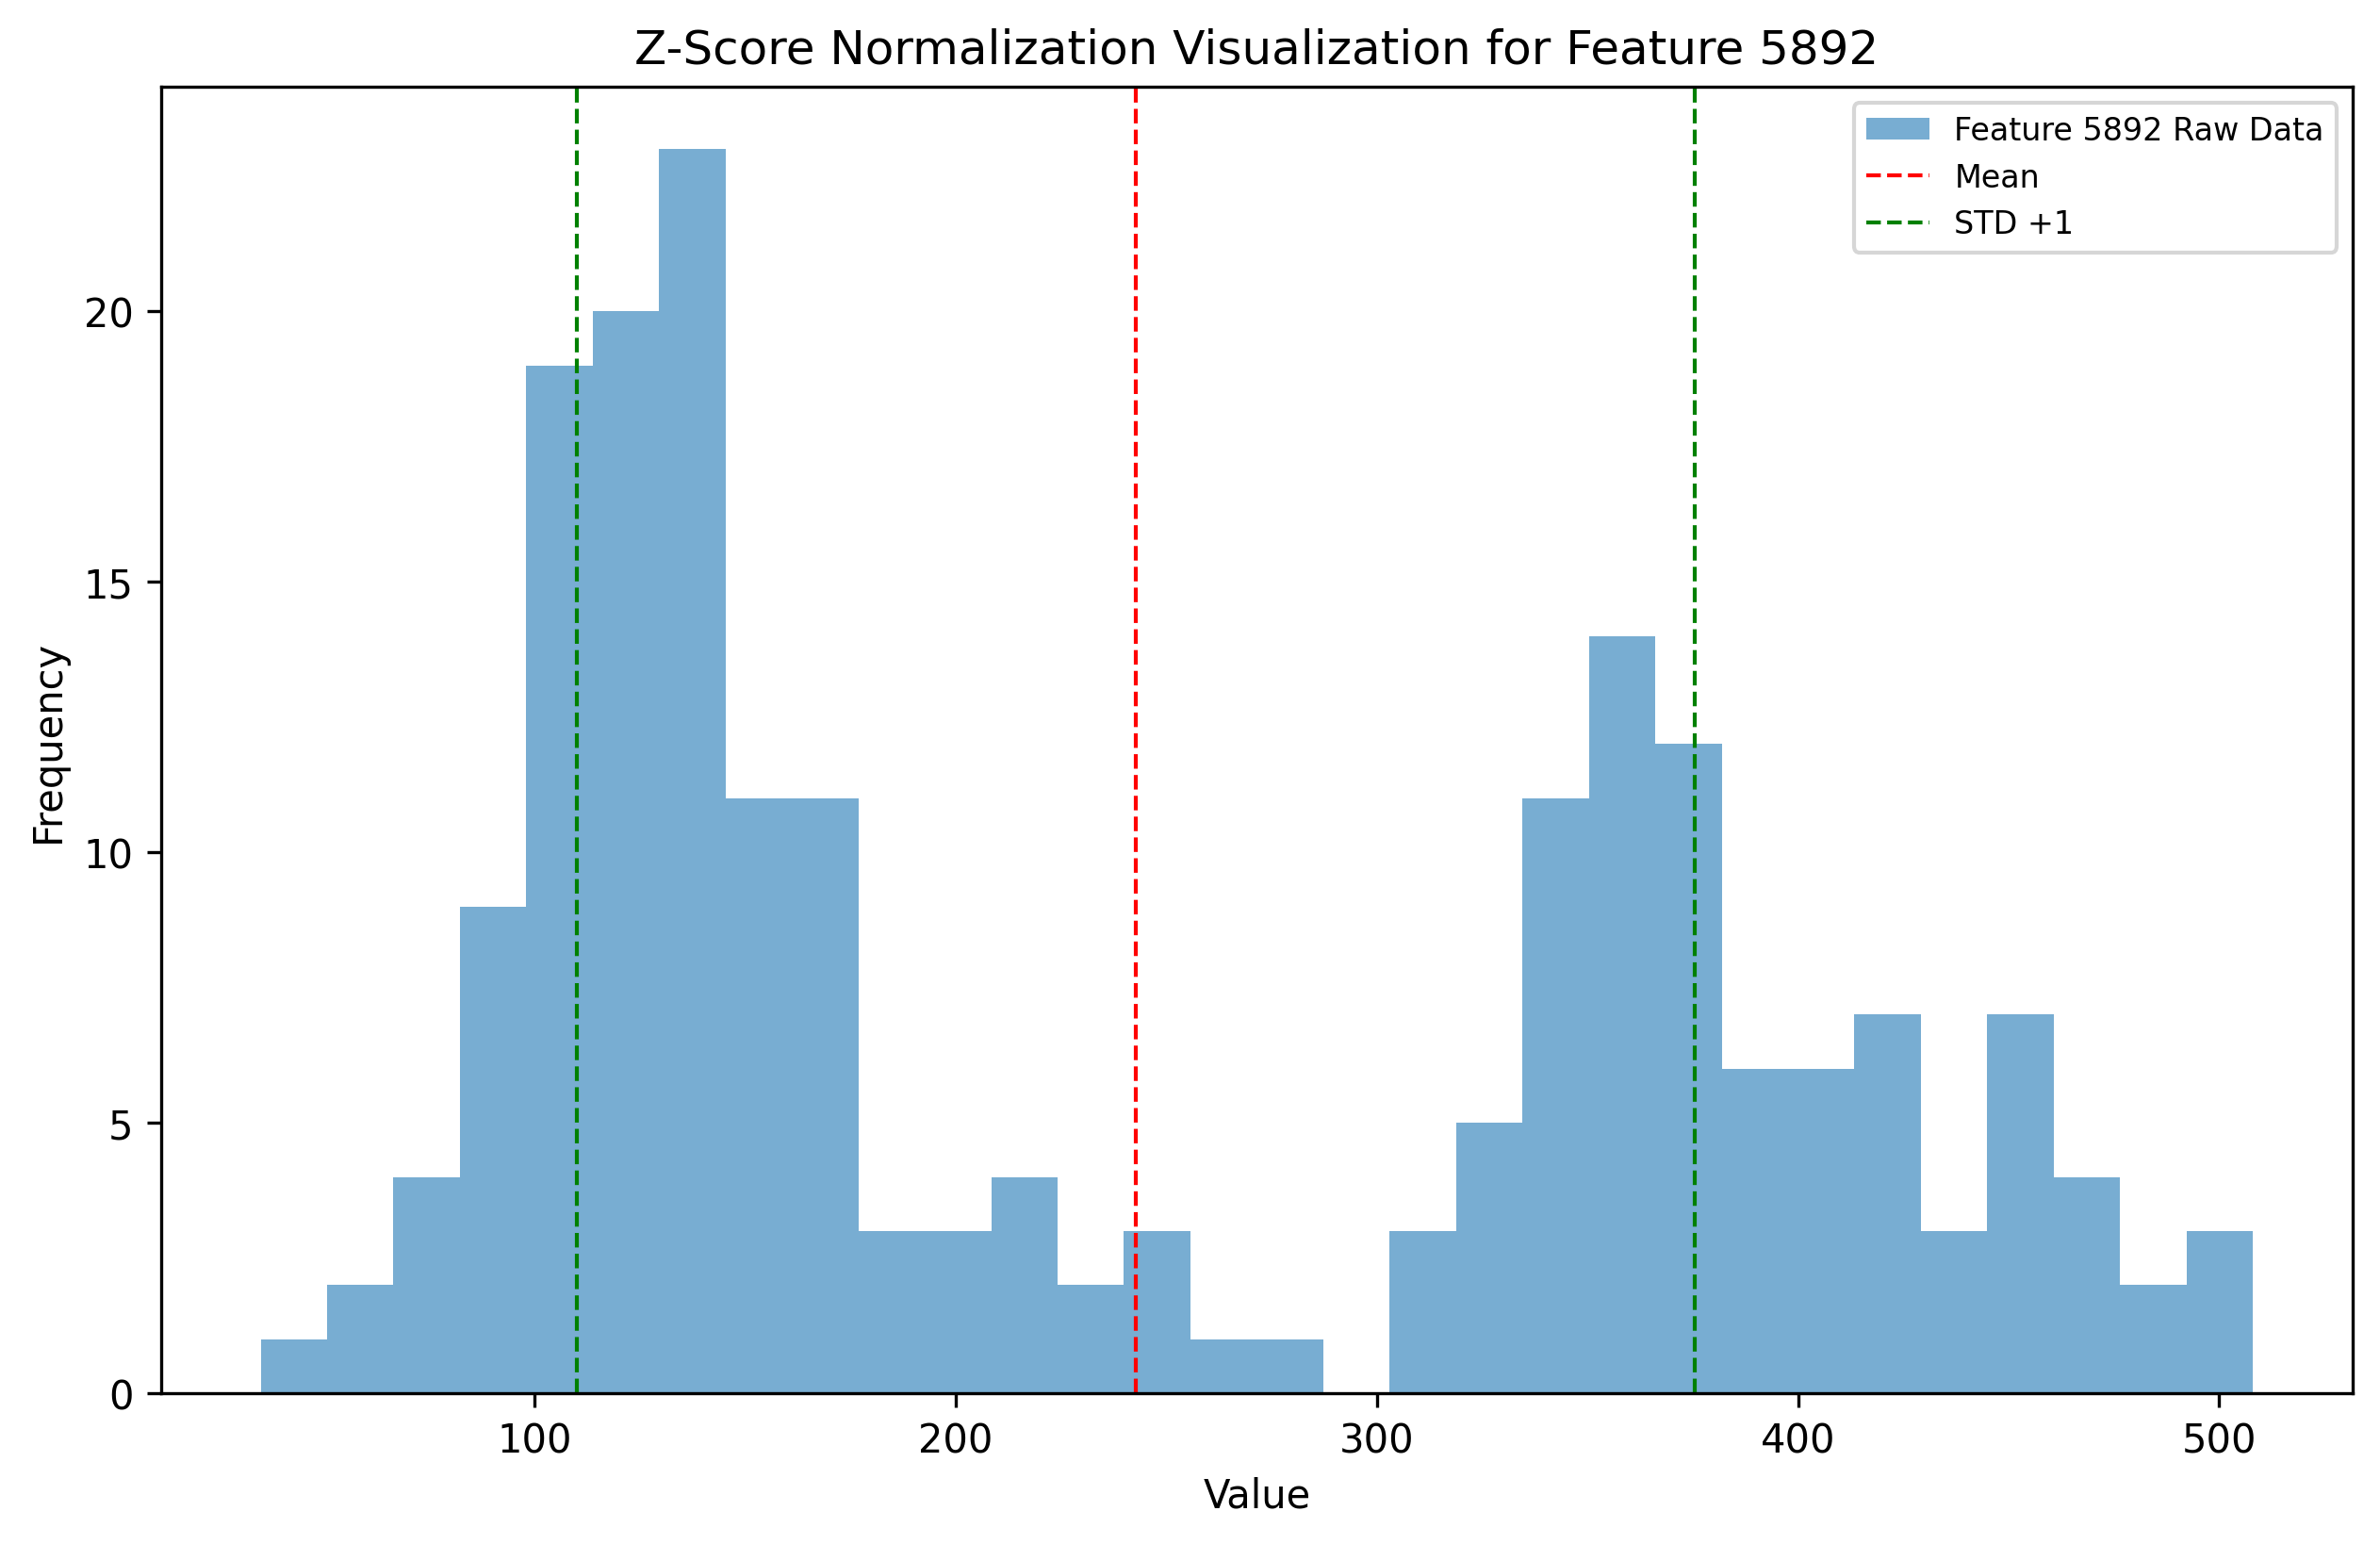 Z-Score Normalization Visualization for Feature 5892
Feature 5892 Raw Data
Mean
STD +1
20
15
10
5
0
Frequency
100 200 300 400 500
Value